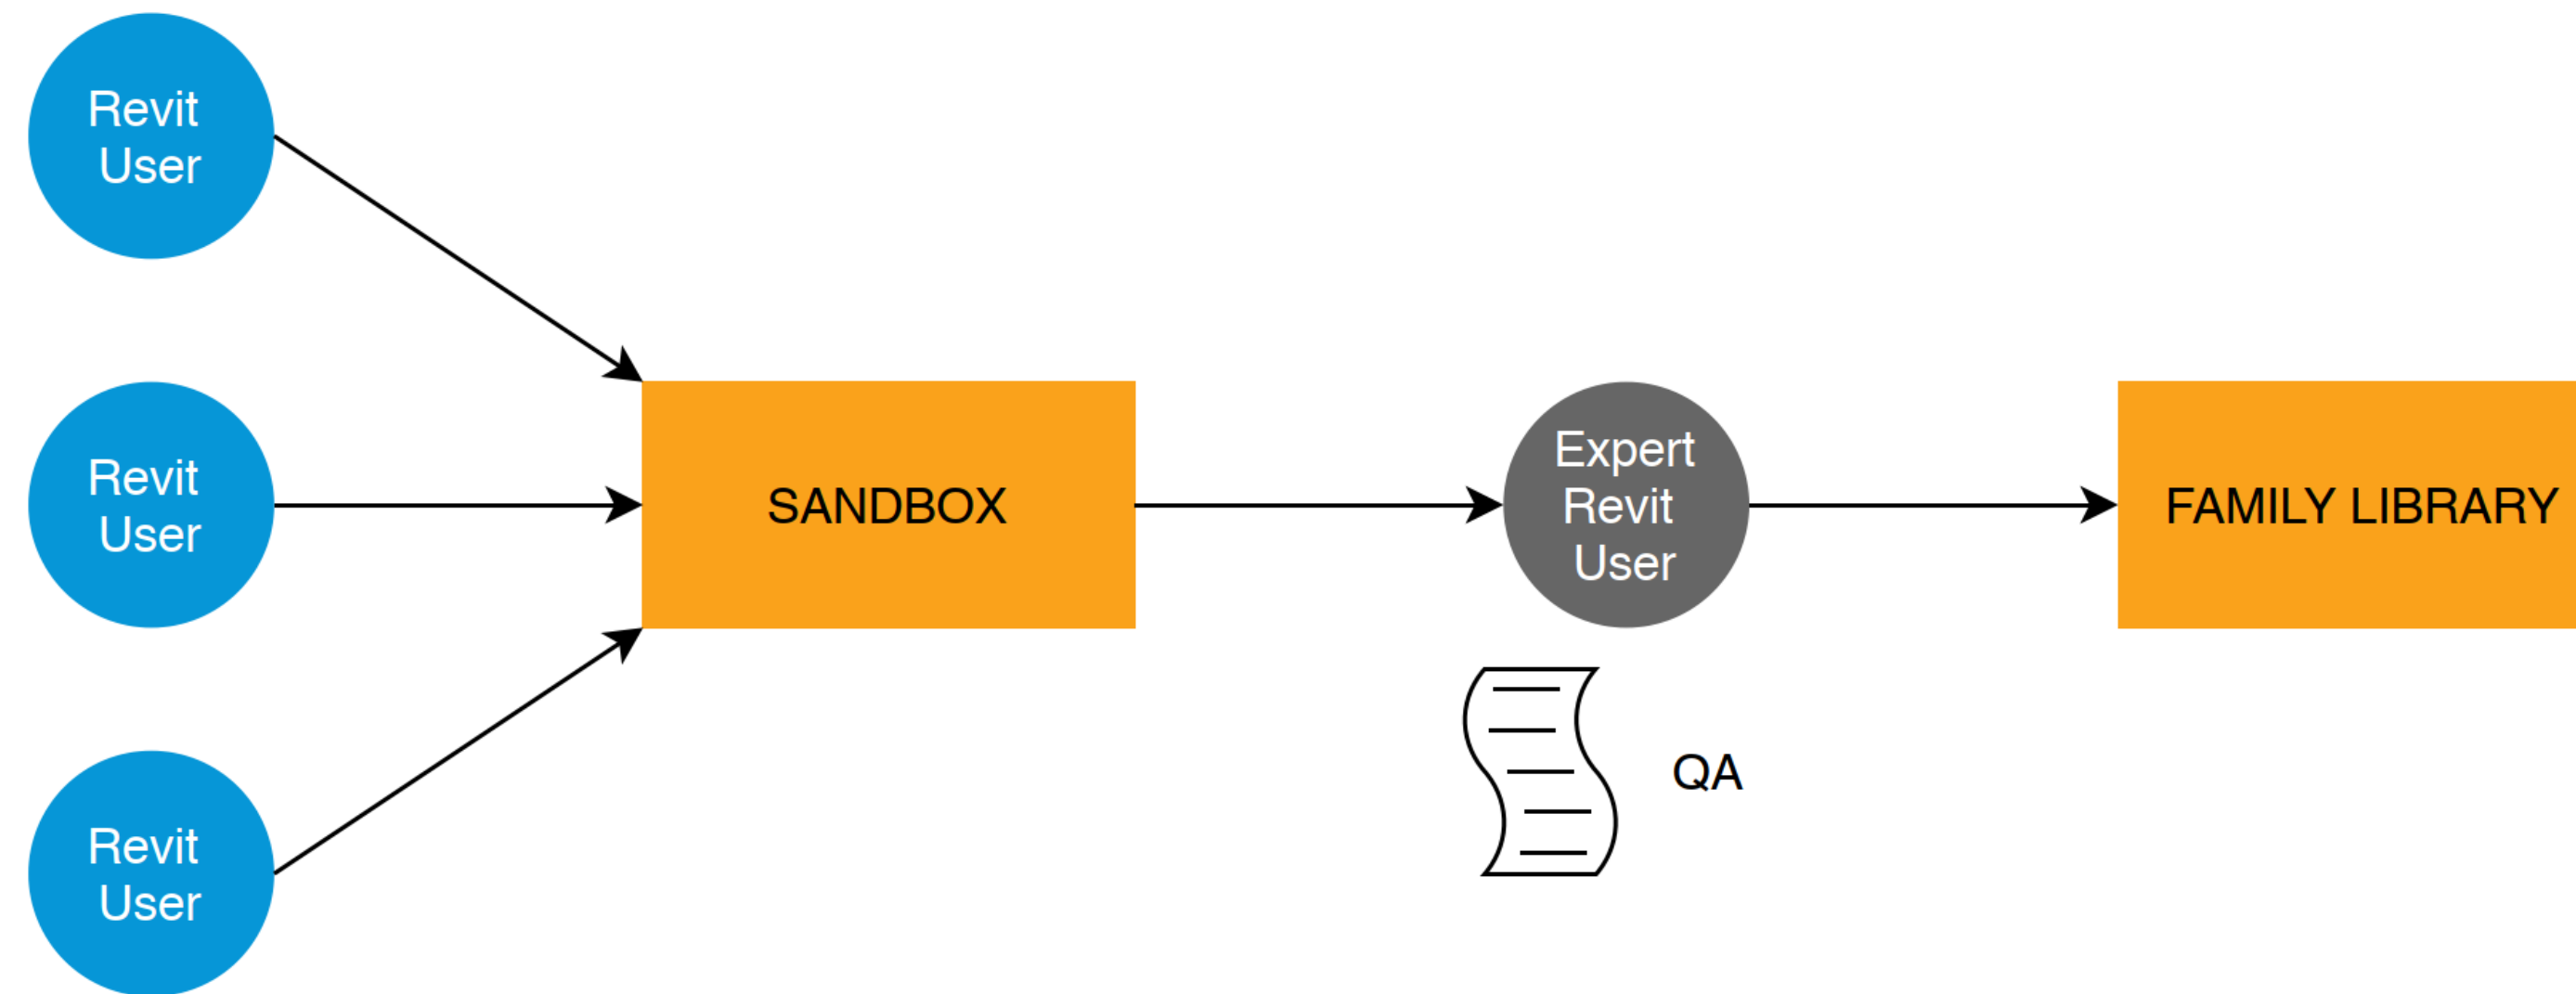 Revit
User
Revit
User
Revit
User
SANDBOX
Expert
Revit
User
QA
FAMILY LIBRARY